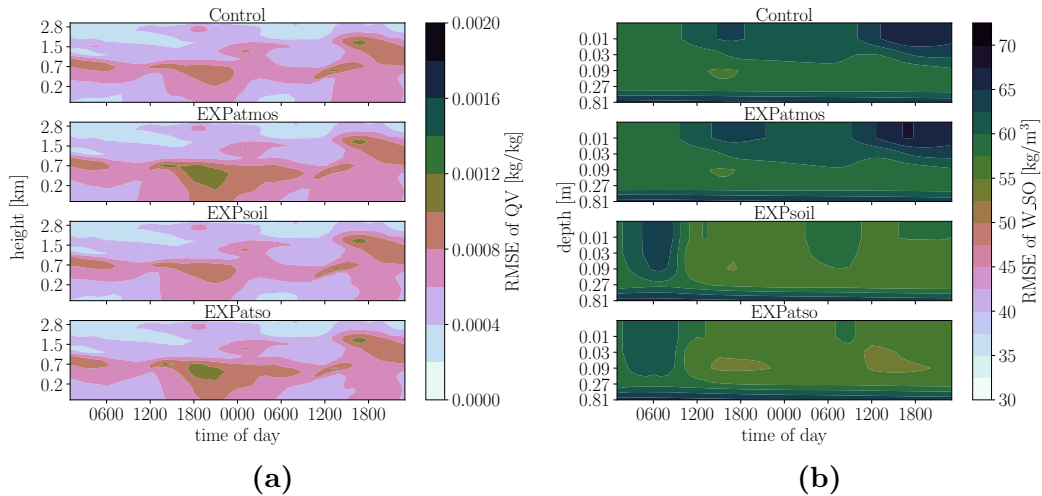 Control
2.8
1.5
0.7
0.2
EXPatmos
2.8
1.5
0.7
0.2
EXPsoil
2.8
1.5
0.7
0.2
EXPatso
2.8
1.5
0.7
0.2
0600 1200 1800 0000 0600 1200 1800
time of day
height [km]
0.0020
0.0016
0.0012
0.0008
0.0004
0.0000
RMSE of QV [kg/kg]
(a)
Control
0.01
0.03
0.09
0.27
0.81
EXPatmos
0.01
0.03
0.09
0.27
0.81
EXPsoil
0.01
0.03
0.09
0.27
0.81
EXPatso
0.01
0.03
0.09
0.27
0.81
0600 1200 1800 0000 0600 1200 1800
time of day
depth [m]
70
65
60
55
50
45
40
35
30
RMSE of W_SO [kg/m³]
(b)